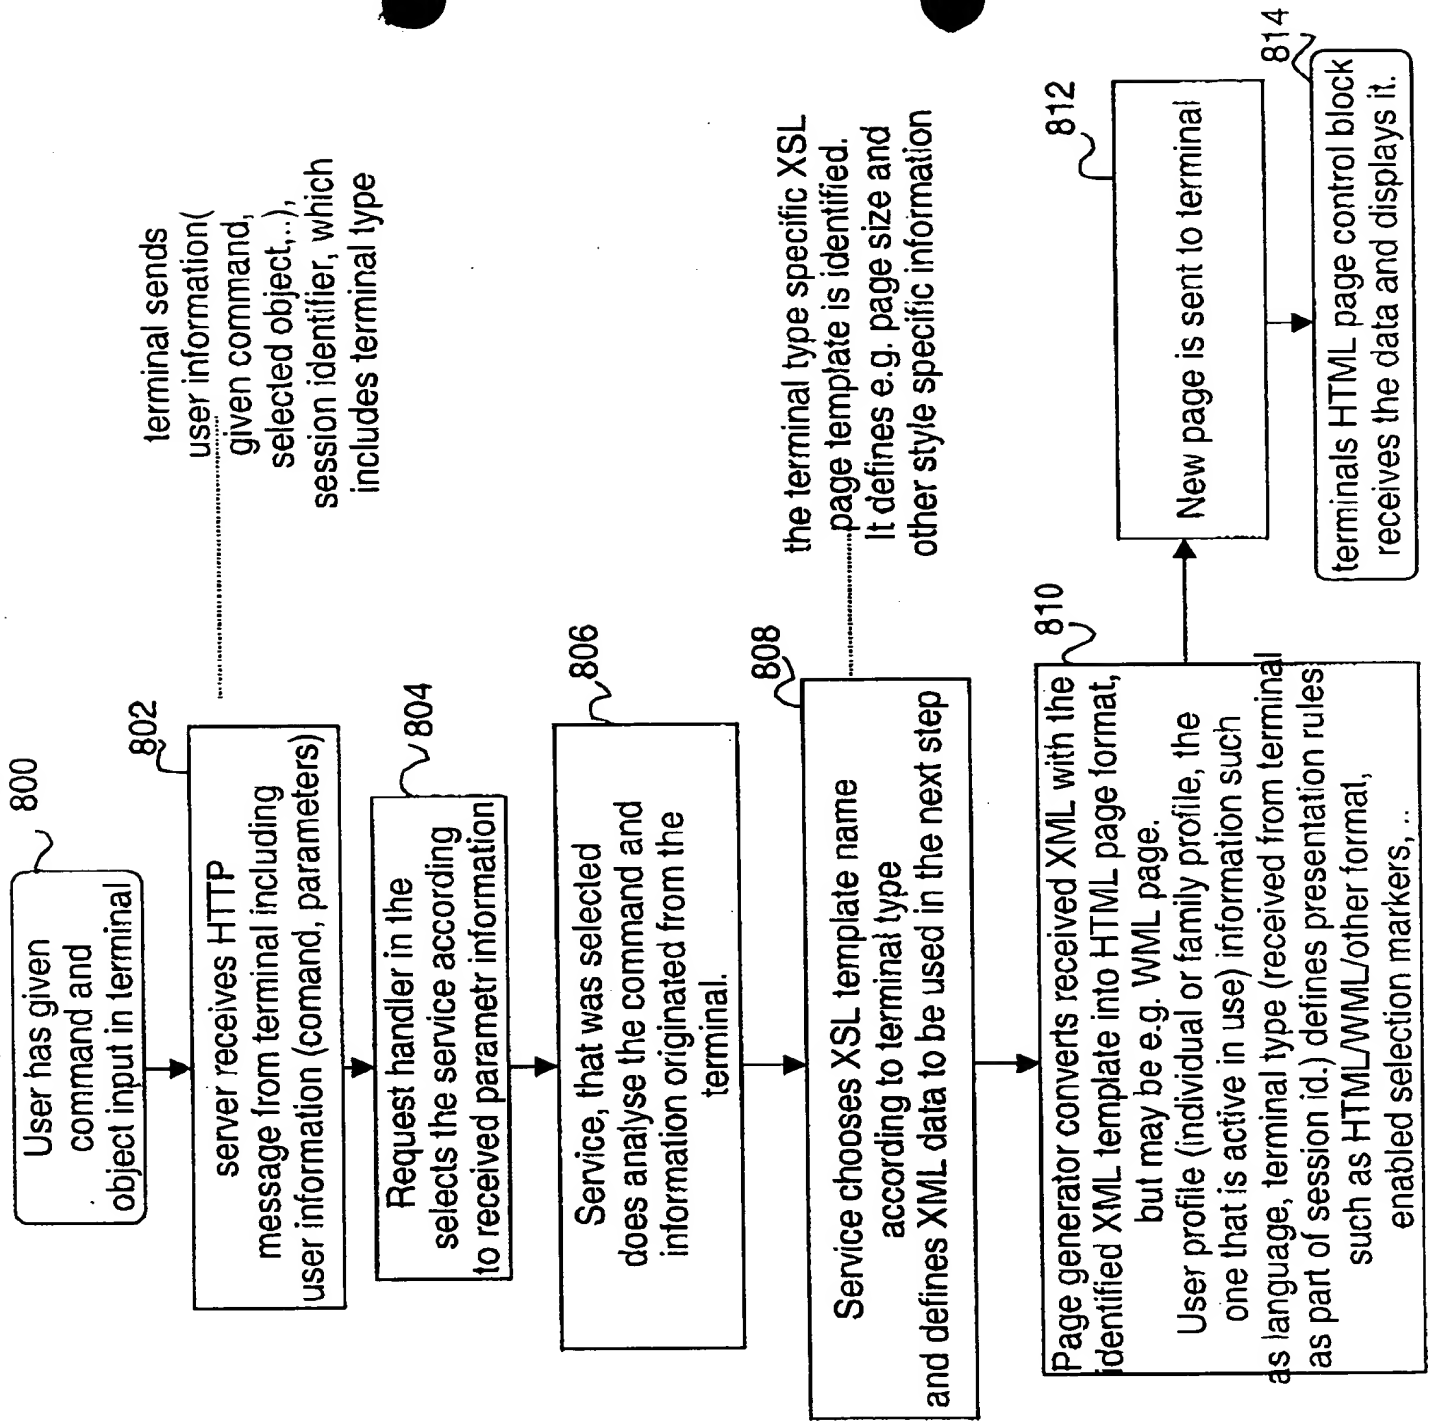 800
User has given
command and
object input in terminal
802
server receives HTTP
message from terminal including
user information (comand, parameters)
terminal sends
user information(
given command,
selected object,..),
session identifier, which
includes terminal type
804
Request handler in the
selects the service according
to received parametr information
806
Service, that was selected
does analyse the command and
information originated from the
terminal.
808
Service chooses XSL template name
according to terminal type
and defines XML data to be used in the next step
the terminal type specific XSL
page template is identified.
It defines e.g. page size and
other style specific information
810
Page generator converts received XML with the
identified XML template into HTML page format,
but may be e.g. WML page.
User profile (individual or family profile, the
one that is active in use) information such
as language, terminal type (received from terminal
as part of session id.) defines presentation rules
such as HTML/WML/other format,
enabled selection markers, ..
812
New page is sent to terminal
814
terminals HTML page control block
receives the data and displays it.